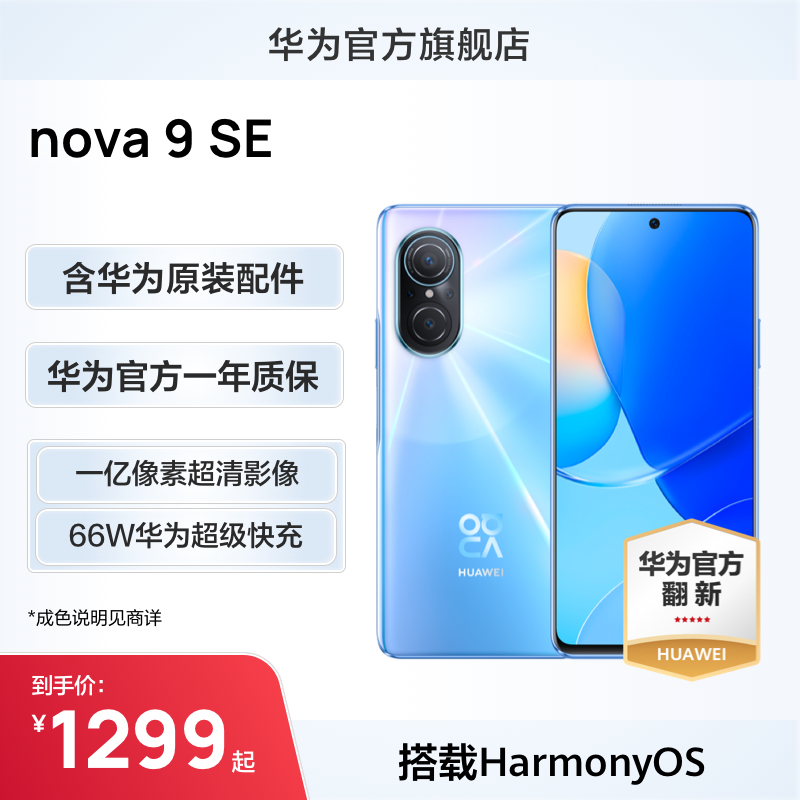 华为官方旗舰店
nova 9 SE
含华为原装配件
华为官方一年质保
一亿像素超清影像
66W华为超级快充
*成色说明见商详
HUAWEI
华为官方
翻新
HUAWEI
到手价:
¥1299起
搭载HarmonyOS